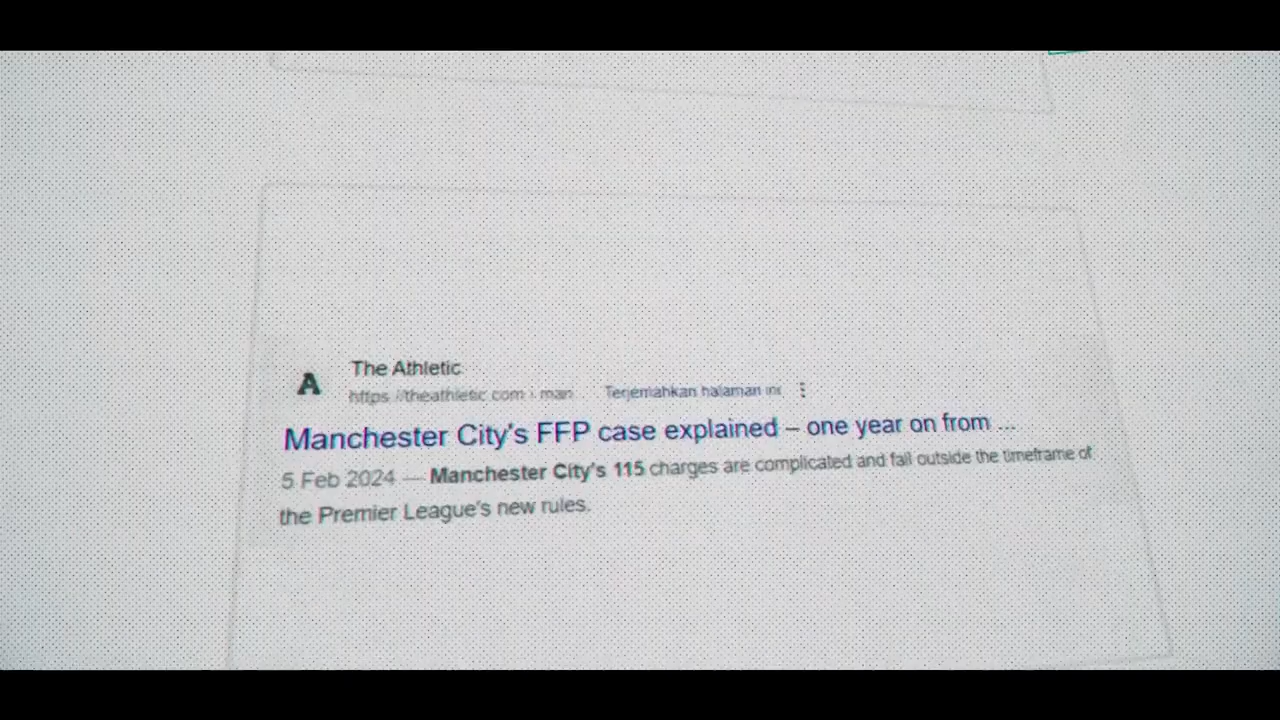 A
The Athletic
https://theathletic.com › man
Terjemahkan halaman ini
Manchester City's FFP case explained – one year on from ...
5 Feb 2024 — Manchester City's 115 charges are complicated and fall outside the timeframe of
the Premier League's new rules.